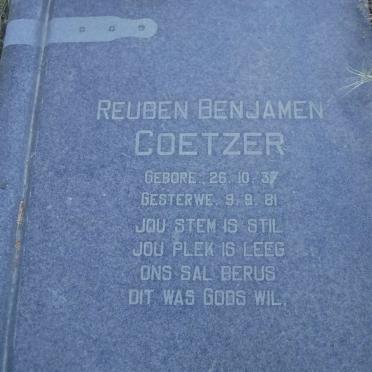 REUBEN BENJAMEN
COETZER
GEBORE. 26. 10. 37
GESTERWE. 9. 9. 81
JOU STEM IS STIL
JOU PLEK IS LEEG
ONS SAL BERUS
DIT WAS GODS WIL.